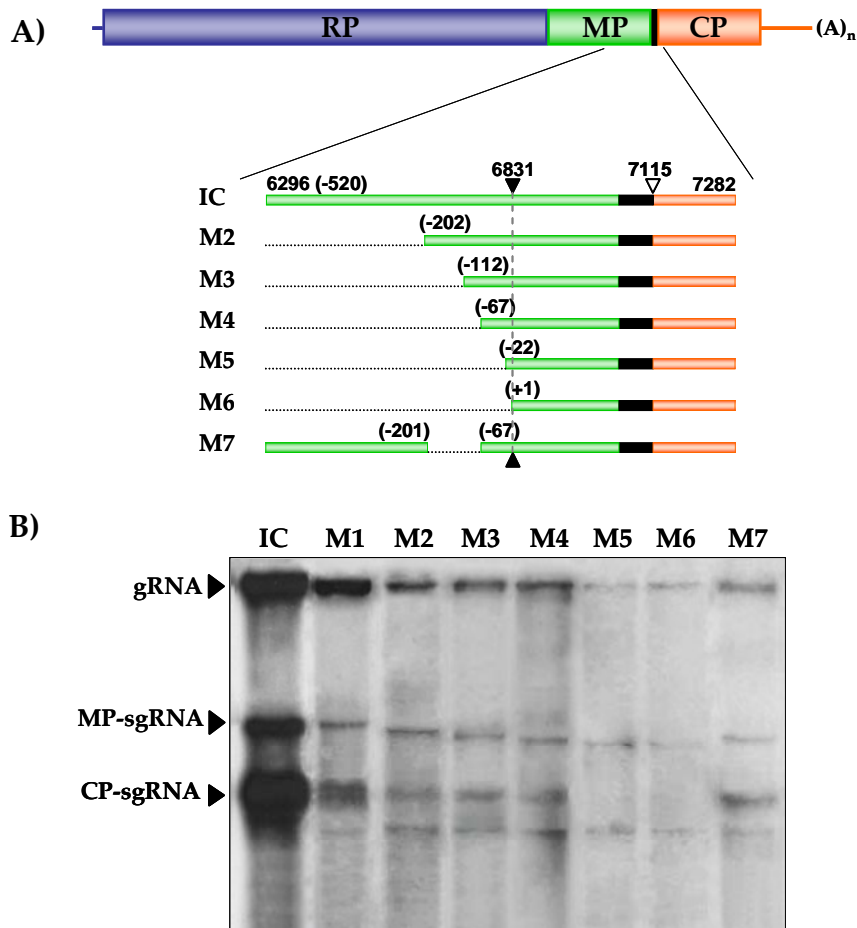 A)
RP MP CP (A)n
6831 7115
IC 6296 (-520) 7282
M2 (-202)
M3 (-112)
M4 (-67)
M5 (-22)
M6 (+1)
M7 (-201) (-67)
B)
IC M1 M2 M3 M4 M5 M6 M7
gRNA
MP-sgRNA
CP-sgRNA